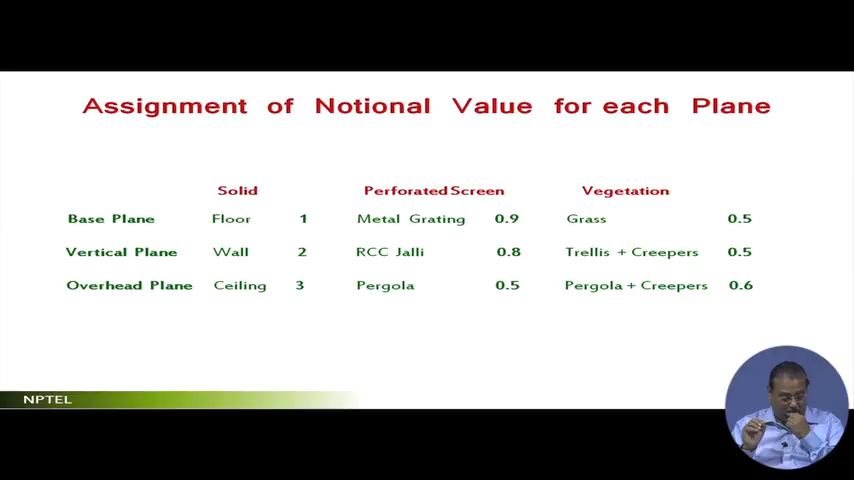 Assignment of Notional Value for each Plane
Solid Perforated Screen Vegetation
Base Plane Floor 1 Metal Grating 0.9 Grass 0.5
Vertical Plane Wall 2 RCC Jalli 0.8 Trellis + Creepers 0.5
Overhead Plane Ceiling 3 Pergola 0.5 Pergola + Creepers 0.6
NPTEL